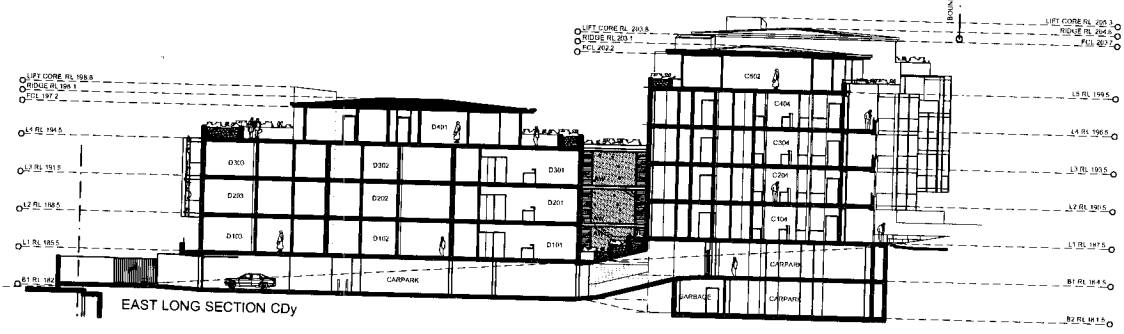 BOUN
LIFT CORE RL 203.8
RIDGE RL 203.1
FCL 202.2
LIFT CORE RL 205.3
RIDGE RL 204.6
FCL 203.7
LIFT CORE RL 198.8
RIDGE RL 198.1
FCL 197.2
C502
L5 RL 199.5
C404
D401
L4 RL 194.5
L4 RL 196.5
C304
D303
D302
D301
L3 RL 191.5
L3 RL 193.5
C201
D203
D202
D201
L2 RL 188.5
L2 RL 190.5
C104
D103
D102
D101
L1 RL 185.5
L1 RL 187.5
CARPARK
B1 RL 182
CARPARK
B1 RL 184.5
GARBAGE
CARPARK
EAST LONG SECTION CDy
B2 RL 181.5